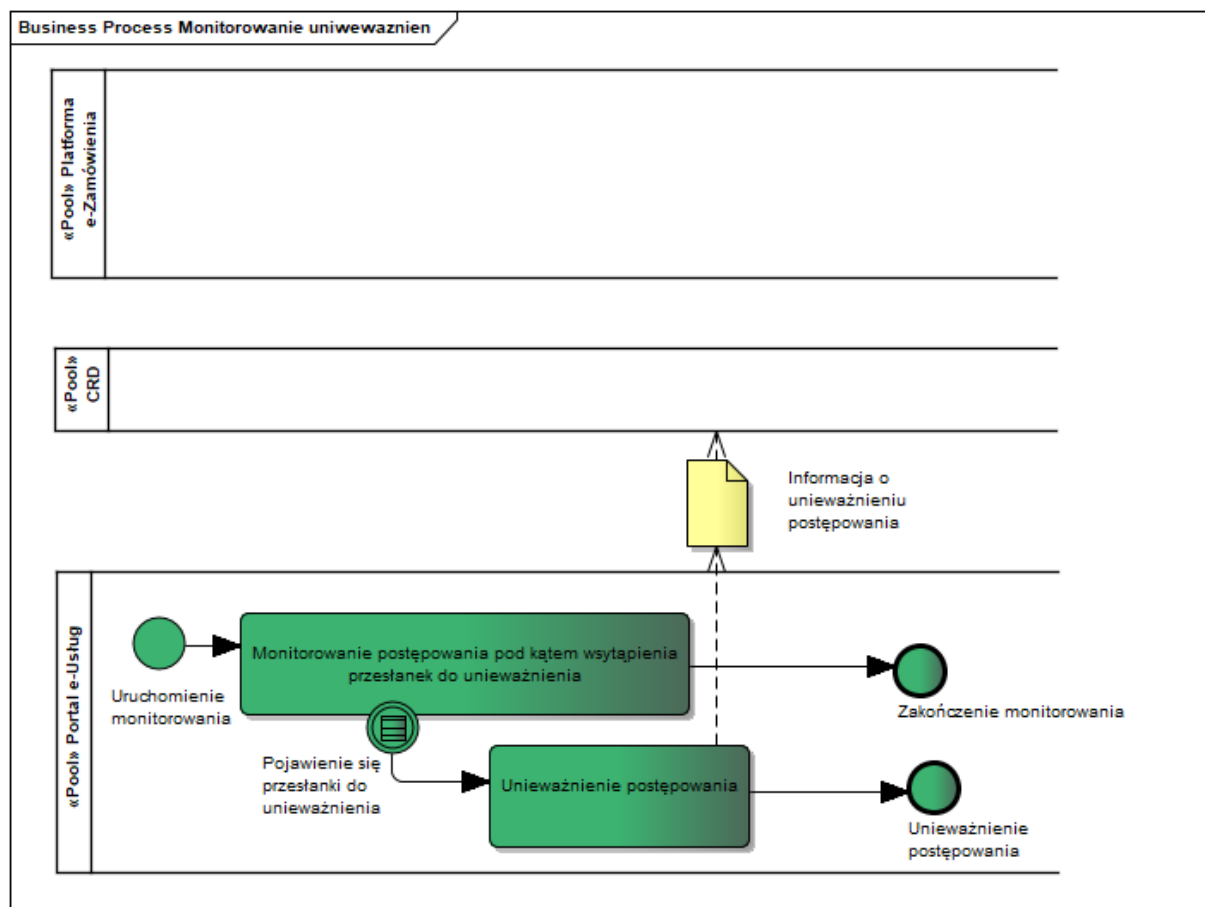 Business Process Monitorowanie uniwewaznien
«Pool» Platforma
e-Zamówienia
«Pool»
CRD
Informacja o
unieważnieniu
postępowania
«Pool» Portal e-Usług
Uruchomienie
monitorowania
Monitorowanie postępowania pod kątem wsytąpienia
przesłanek do unieważnienia
Zakończenie monitorowania
Pojawienie się
przesłanki do
unieważnienia
Unieważnienie postępowania
Unieważnienie
postępowania